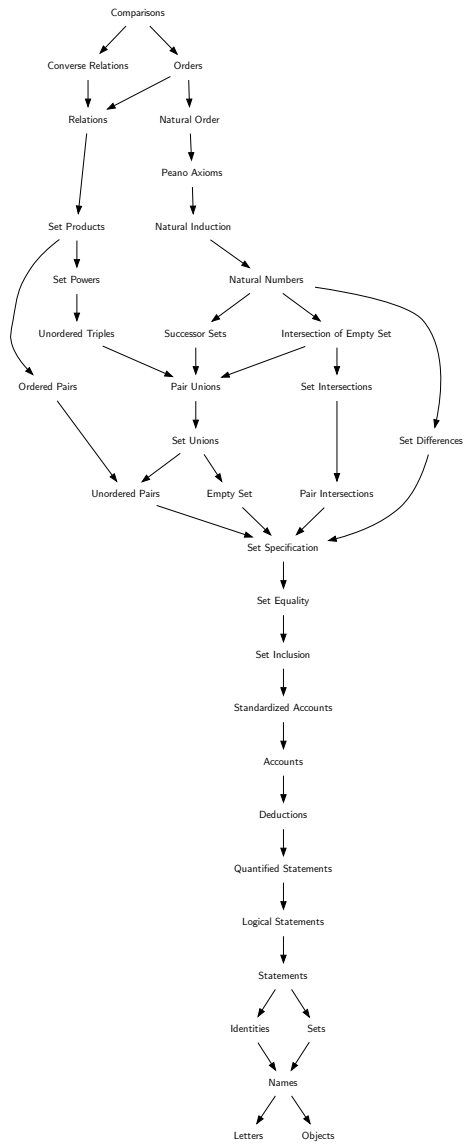 Comparisons
Converse Relations
Orders
Relations
Natural Order
Peano Axioms
Set Products
Natural Induction
Set Powers
Natural Numbers
Unordered Triples
Successor Sets
Intersection of Empty Set
Ordered Pairs
Pair Unions
Set Intersections
Set Unions
Set Differences
Unordered Pairs
Empty Set
Pair Intersections
Set Specification
Set Equality
Set Inclusion
Standardized Accounts
Accounts
Deductions
Quantified Statements
Logical Statements
Statements
Identities
Sets
Names
Letters
Objects